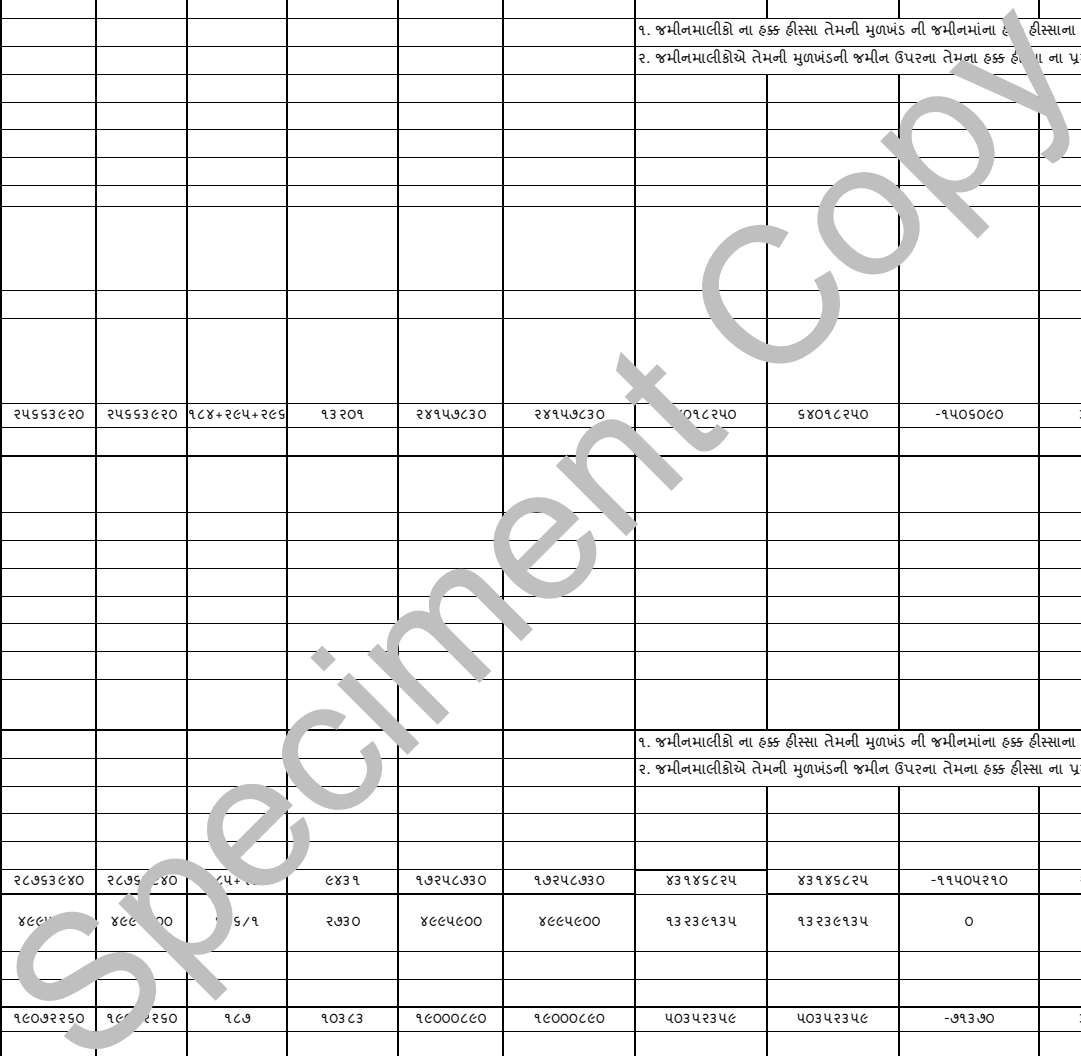 ૧. જમીનમાલીકો ના હક્ક હીસ્સા તેમની મુળખંડ ની જમીનમાંના હીસ્સાના
૨. જમીનમાલીકોએ તેમની મુળખંડની જમીન ઉપરના તેમના હક્ક ના
૨૫૬૬૩૯૨૦ ૨૫૬૬૩૯૨૦ ૧૮૪+૨૯૫+૨૯૬ ૧૩૨૦૧ ૨૪૧૫૭૮૩૦ ૨૪૧૫૭૮૩૦ ૬૪૦૧૮૨૫૦ -૧૫૦૬૦૯૦
૧. જમીનમાલીકો ના હક્ક હીસ્સા તેમની મુળખંડ ની જમીનમાંના હક્ક હીસ્સાના
૨. જમીનમાલીકોએ તેમની મુળખંડની જમીન ઉપરના તેમના હક્ક હીસ્સા ના
૨૮૭૬૩૯૪૦ ૯૪૩૧ ૧૭૨૫૮૭૩૦ ૧૭૨૫૮૭૩૦ ૪૩૧૪૬૮૨૫ ૪૩૧૪૬૮૨૫ -૧૧૫૦૫૨૧૦
૨૭૩૦ ૪૯૯૫૯૦૦ ૪૯૯૫૯૦૦ ૧૩૨૩૯૧૩૫ ૧૩૨૩૯૧૩૫ ૦
૧૯૦૭૨૨૬૦ ૧૮૭ ૧૦૩૮૩ ૧૯૦૦૦૮૯૦ ૧૯૦૦૦૮૯૦ ૫૦૩૫૨૩૫૯ ૫૦૩૫૨૩૫૯ -૭૧૩૭૦
Speciment Copy